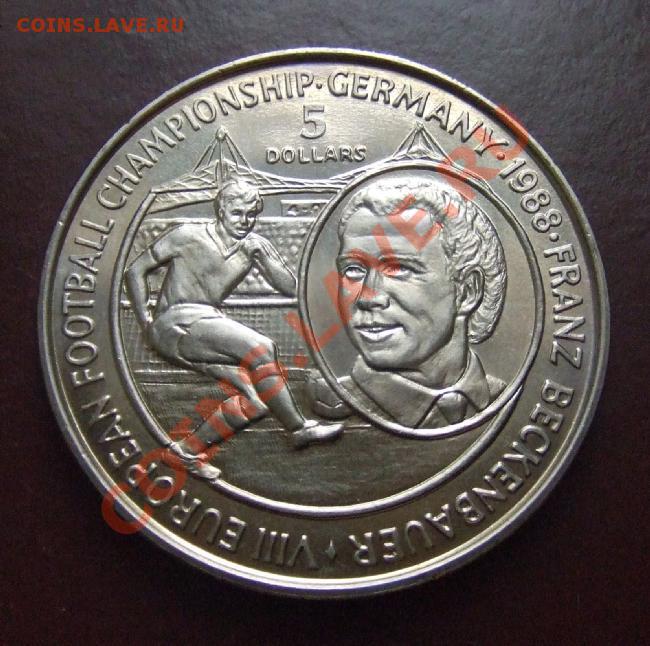 COINS.LAVE.RU
VIII EUROPEAN FOOTBALL CHAMPIONSHIP · GERMANY · 1988 · FRANZ BECKENBAUER ♦
5
DOLLARS
COINS.LAVE.RU